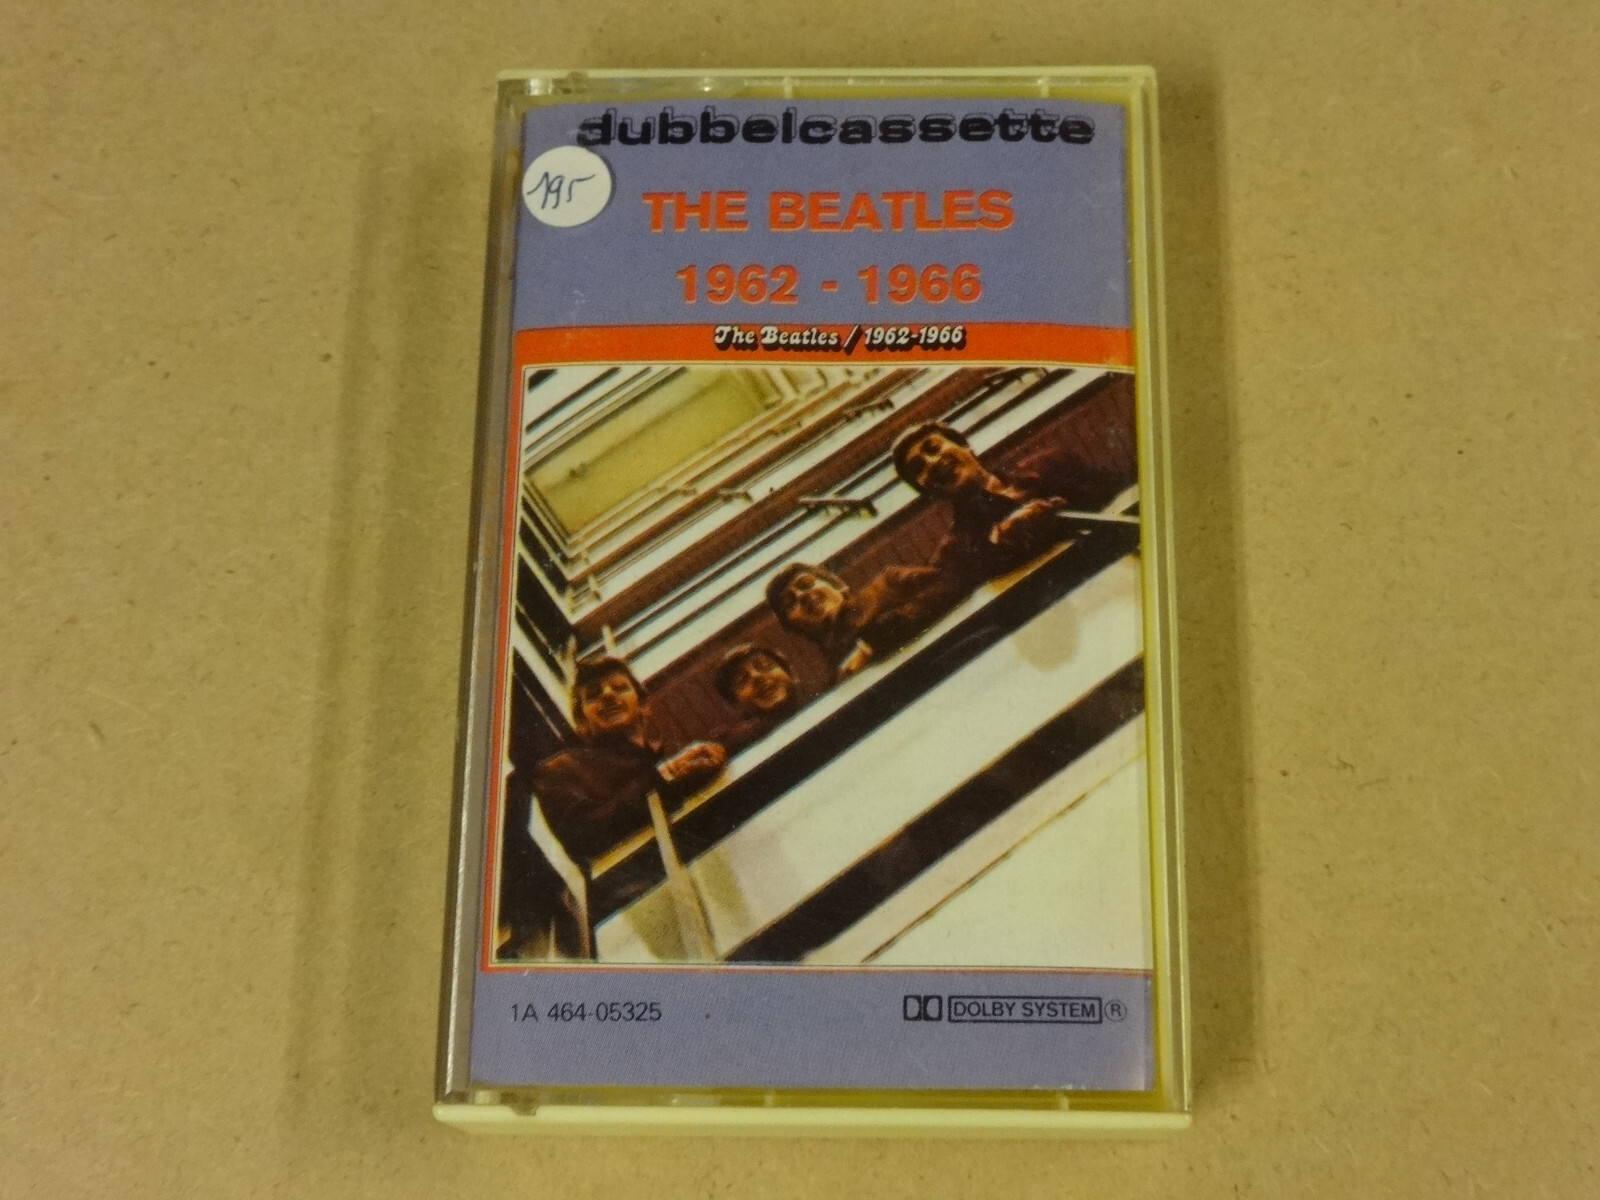 dubbelcassette
195
THE BEATLES
1962 - 1966
The Beatles / 1962-1966
1A 464-05325
DOLBY SYSTEM ®